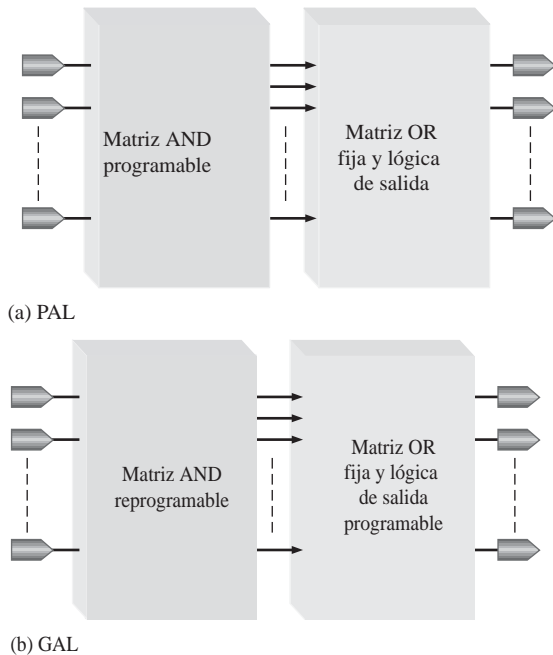 Matriz AND
programable
Matriz OR
fija y lógica
de salida
(a) PAL
Matriz AND
reprogramable
Matriz OR
fija y lógica
de salida
programable
(b) GAL